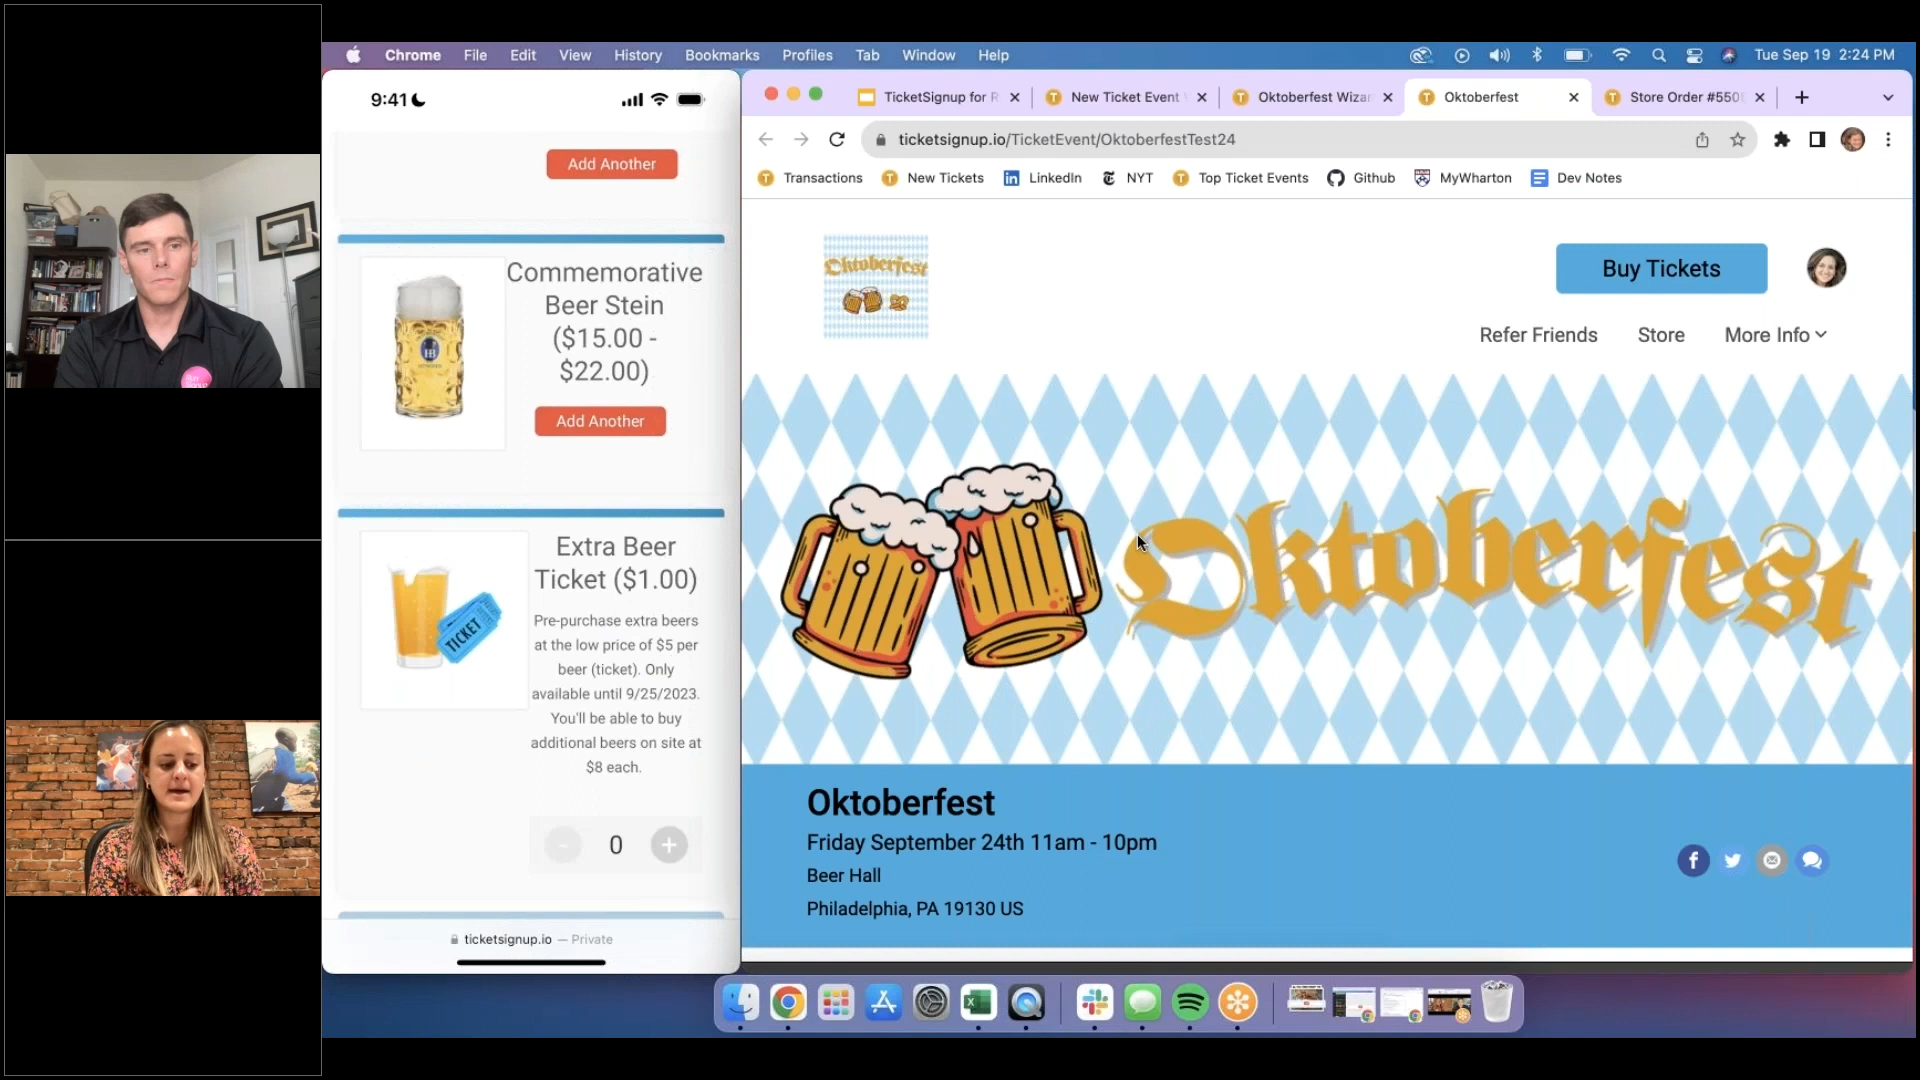 Chrome File Edit View History Bookmarks Profiles Tab Window Help
Tue Sep 19 2:24 PM
9:41
Add Another
Commemorative
Beer Stein
($15.00 -
$22.00)
HB
Add Another
Extra Beer
Ticket ($1.00)
TICKET
Pre-purchase extra beers
at the low price of $5 per
beer (ticket). Only
available until 9/25/2023.
You'll be able to buy
additional beers on site at
$8 each.
- 0 +
ticketsignup.io — Private
TicketSignup for R
New Ticket Event
Oktoberfest Wizar
Oktoberfest
Store Order #550
ticketsignup.io/TicketEvent/OktoberfestTest24
Transactions New Tickets LinkedIn NYT Top Ticket Events Github MyWharton Dev Notes
Oktoberfest
Buy Tickets
Refer Friends Store More Info
Oktoberfest
Oktoberfest
Friday September 24th 11am - 10pm
Beer Hall
Philadelphia, PA 19130 US